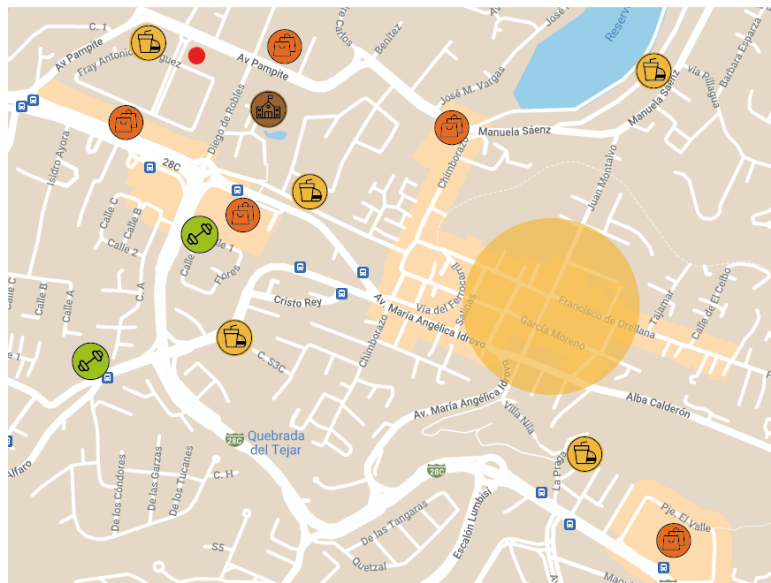 C. 1
Av Pampite
Fray Antonio
Av Pampite
Benítez
José M. Vargas
Manuela Sáenz
Manuela Sáenz
vía Pillagua
Barbara Esparza
Reserv
Carlos
Isidro Ayora
Diego de Robles
28C
Chimborazo
Juan Montalvo
Calle C
Calle B
Calle 2
Calle 1
Flores
C. A
Calle B
Calle A
Cristo Rey
Vía del Ferrocarril
Salinas
Av María Angélica Idrovo
Chimborazo
Francisco de Orellana
García Moreno
Tajamar
Calle de El Ceibo
C. S3C
Alba Calderón
Av. María Angélica Idrovo
Villa Nila
Quebrada
del Tejar
28C
28C
La Praga
Alfaro
De los Cóndores
De las Garzas
De los Tucanes
C. H
S5
De las Tangaras
Quetzal
Escalón Lumbisí
Pje. El Valle